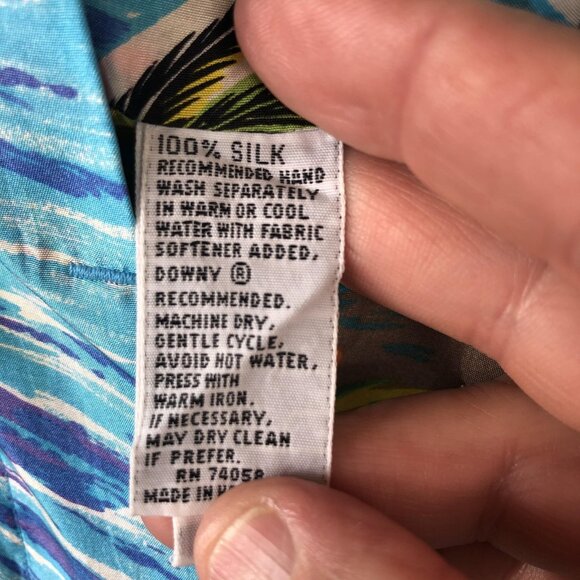 100% SILK
RECOMMENDED HAND
WASH SEPARATELY
IN WARM OR COOL
WATER WITH FABRIC
SOFTENER ADDED,
DOWNY ®
RECOMMENDED.
MACHINE DRY,
GENTLE CYCLE,
AVOID HOT WATER,
PRESS WITH
WARM IRON.
IF NECESSARY,
MAY DRY CLEAN
IF PREFER.
RN 74058
MADE IN